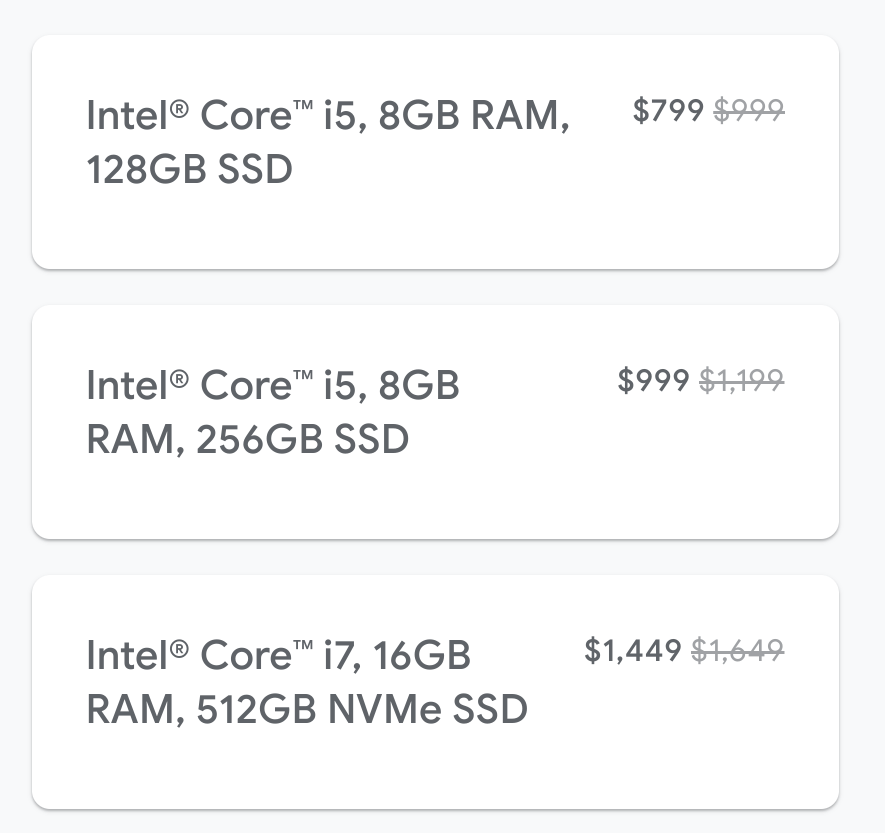 Intel® Core™ i5, 8GB RAM, $799 $999
128GB SSD
Intel® Core™ i5, 8GB $999 $1,199
RAM, 256GB SSD
Intel® Core™ i7, 16GB $1,449 $1,649
RAM, 512GB NVMe SSD